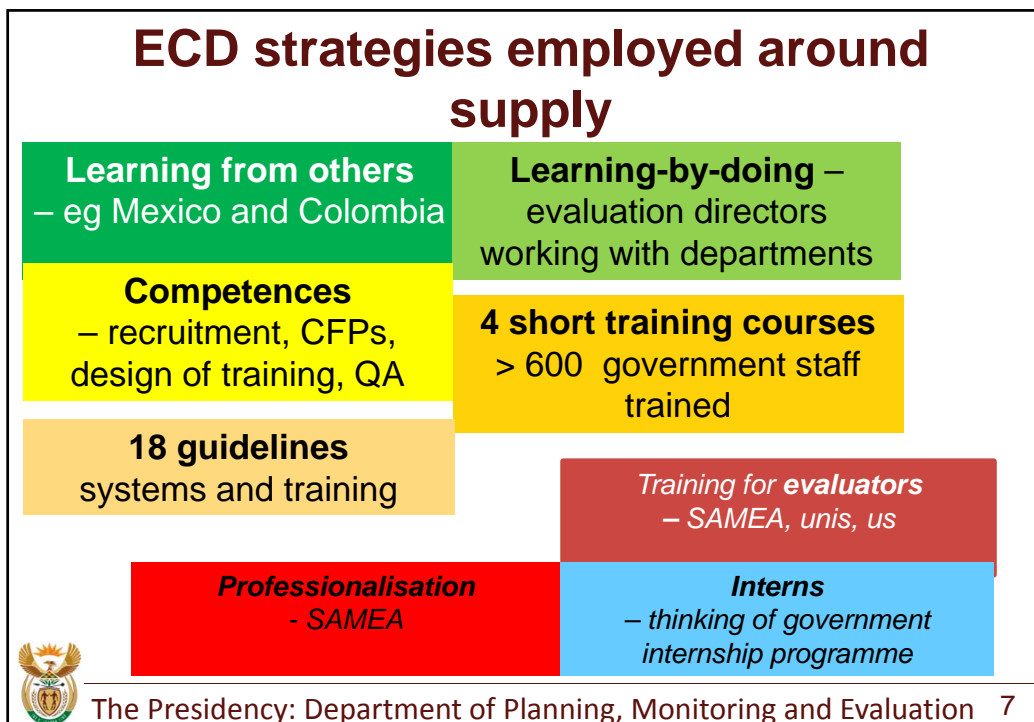 ECD strategies employed around
supply
Learning from others
– eg Mexico and Colombia
Learning-by-doing –
evaluation directors
working with departments
Competences
– recruitment, CFPs,
design of training, QA
4 short training courses
> 600 government staff
trained
18 guidelines
systems and training
Training for evaluators
– SAMEA, unis, us
Professionalisation
- SAMEA
Interns
– thinking of government
internship programme
The Presidency: Department of Planning, Monitoring and Evaluation 7